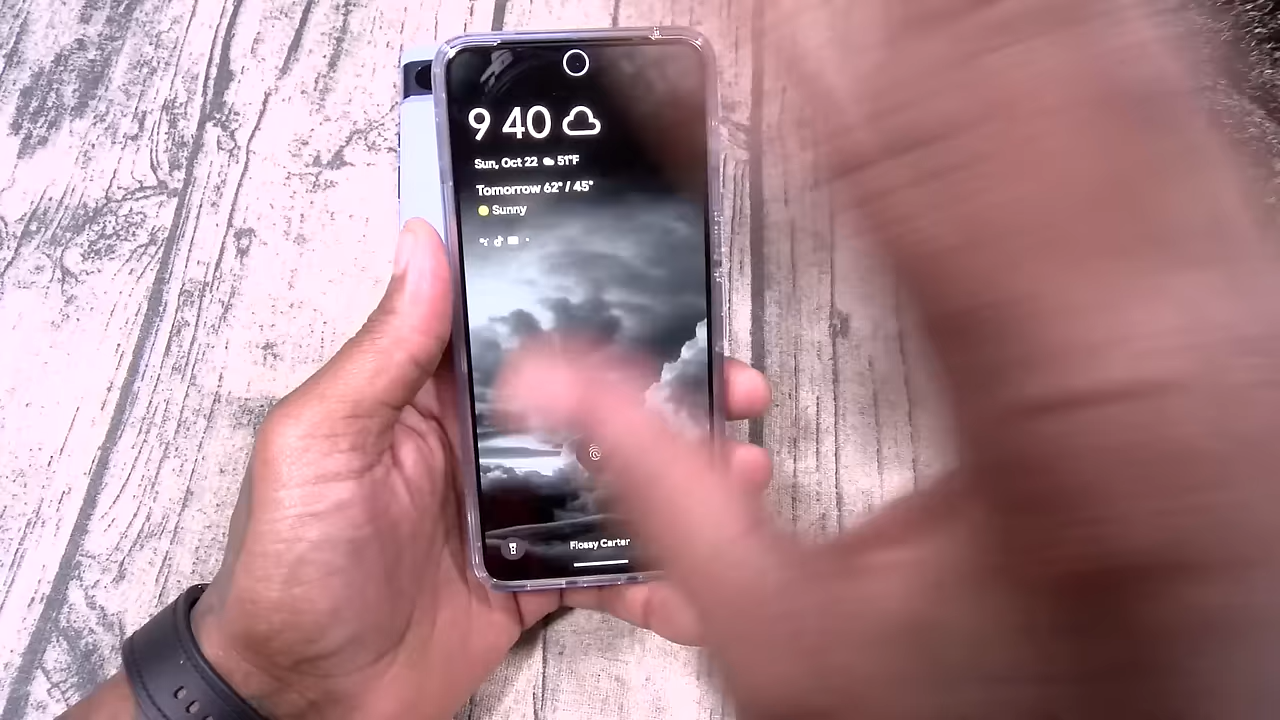 9 40
Sun, Oct 22 51°F
Tomorrow 62° / 45°
Sunny
Flossy Carter